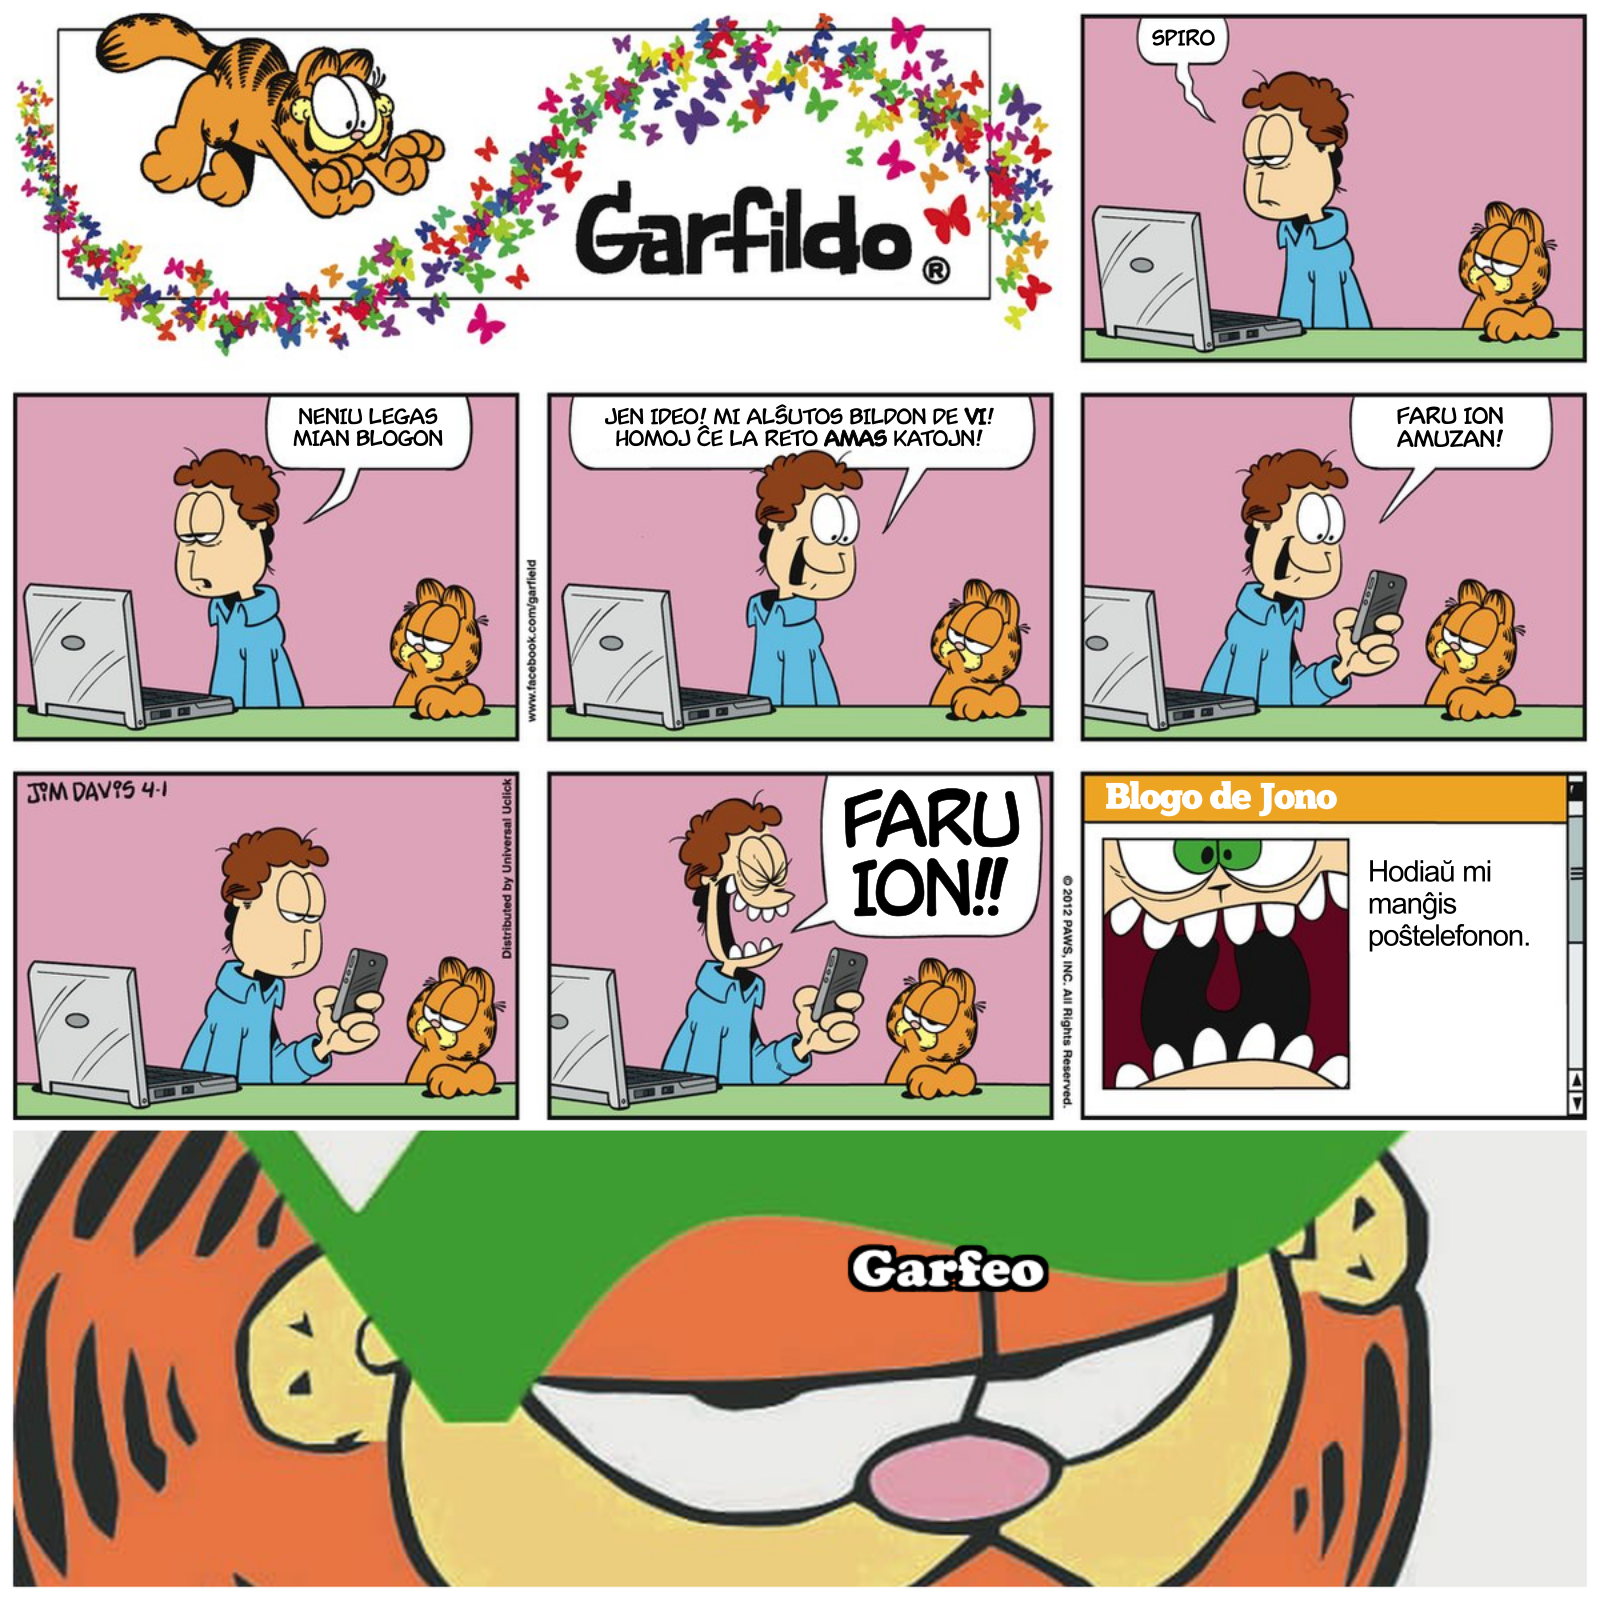 Garfildo ®
SPIRO
NENIU LEGAS
MIAN BLOGON
www.facebook.com/garfield
JEN IDEO! MI ALŜUTOS BILDON DE VI!
HOMOJ ĈE LA RETO AMAS KATOJN!
FARU ION
AMUZAN!
JIM DAVIS 4-1
Distributed by Universal Uclick
FARU
ION!!
© 2012 PAWS, INC. All Rights Reserved.
Blogo de Jono
Hodiaŭ mi
manĝis
poŝtelefonon.
Garfeo